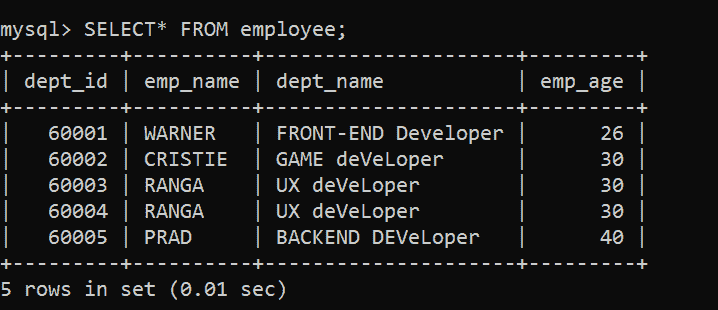 mysql> SELECT* FROM employee;
+---------+----------+---------------------+---------+
| dept_id | emp_name | dept_name           | emp_age |
+---------+----------+---------------------+---------+
|   60001 | WARNER   | FRONT-END Developer |      26 |
|   60002 | CRISTIE  | GAME deVeLoper      |      30 |
|   60003 | RANGA    | UX deVeLoper        |      30 |
|   60004 | RANGA    | UX deVeLoper        |      30 |
|   60005 | PRAD     | BACKEND DEVeLoper   |      40 |
+---------+----------+---------------------+---------+
5 rows in set (0.01 sec)